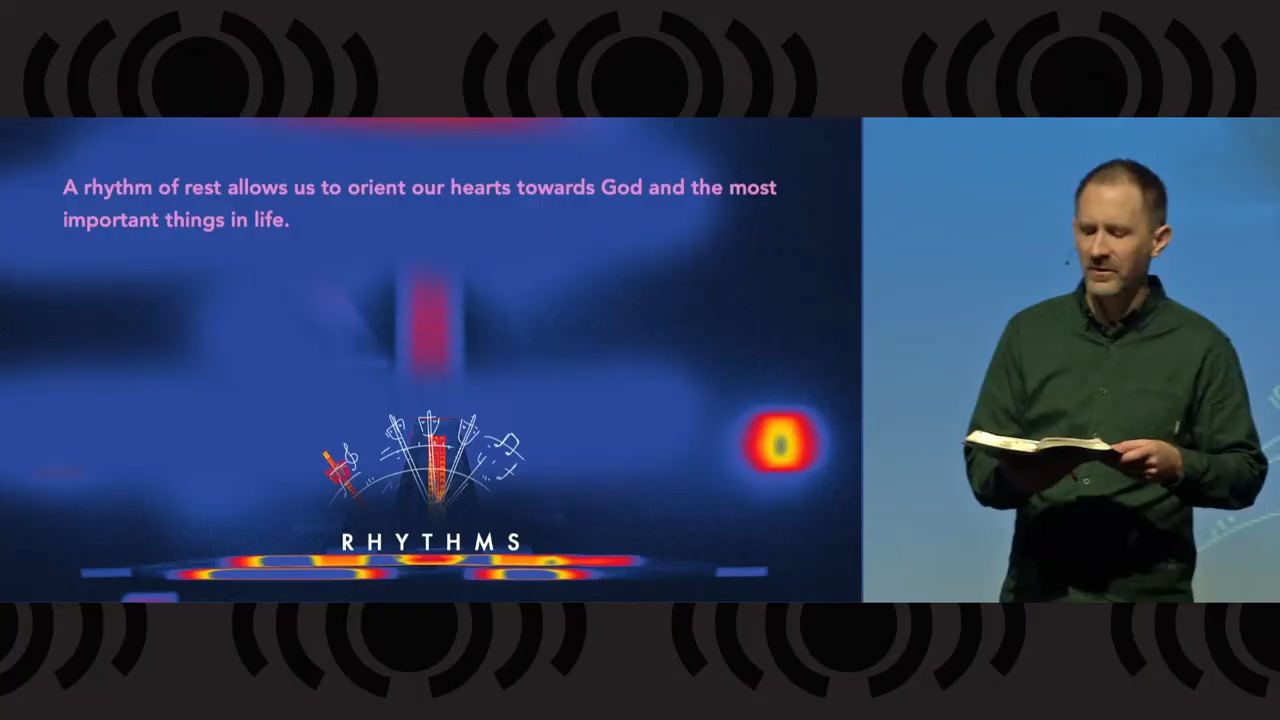 A rhythm of rest allows us to orient our hearts towards God and the most
important things in life.
RHYTHMS